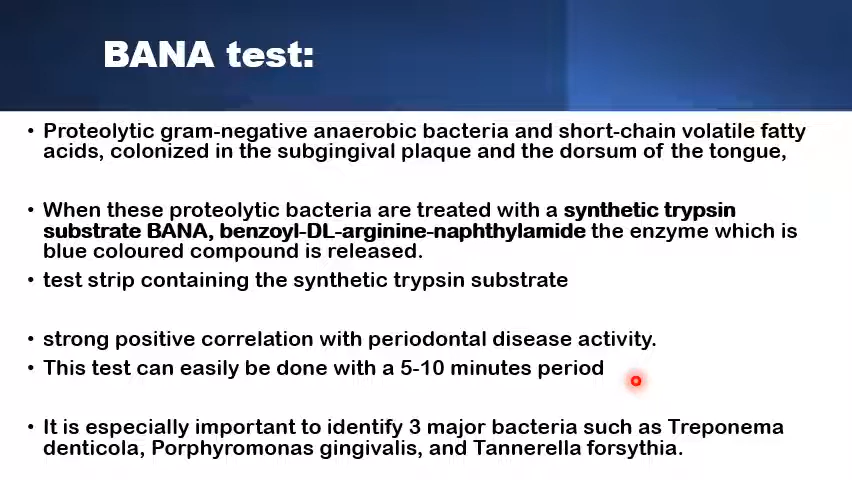 BANA test:
• Proteolytic gram-negative anaerobic bacteria and short-chain volatile fatty
acids, colonized in the subgingival plaque and the dorsum of the tongue,
• When these proteolytic bacteria are treated with a synthetic trypsin
substrate BANA, benzoyl-DL-arginine-naphthylamide the enzyme which is
blue coloured compound is released.
• test strip containing the synthetic trypsin substrate
• strong positive correlation with periodontal disease activity.
• This test can easily be done with a 5-10 minutes period
• It is especially important to identify 3 major bacteria such as Treponema
denticola, Porphyromonas gingivalis, and Tannerella forsythia.